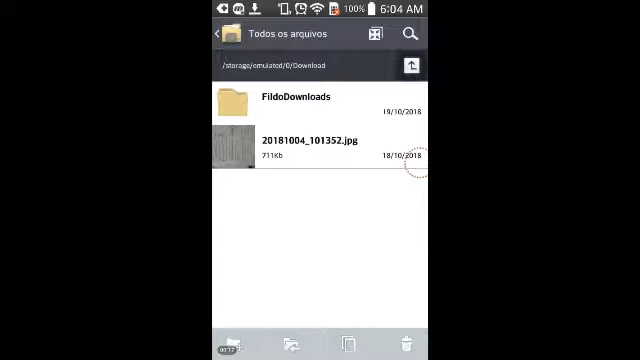 100% 6:04 AM
Todos os arquivos
/storage/emulated/0/Download
FildoDownloads
19/10/2018
20181004_101352.jpg
711Kb 18/10/2018